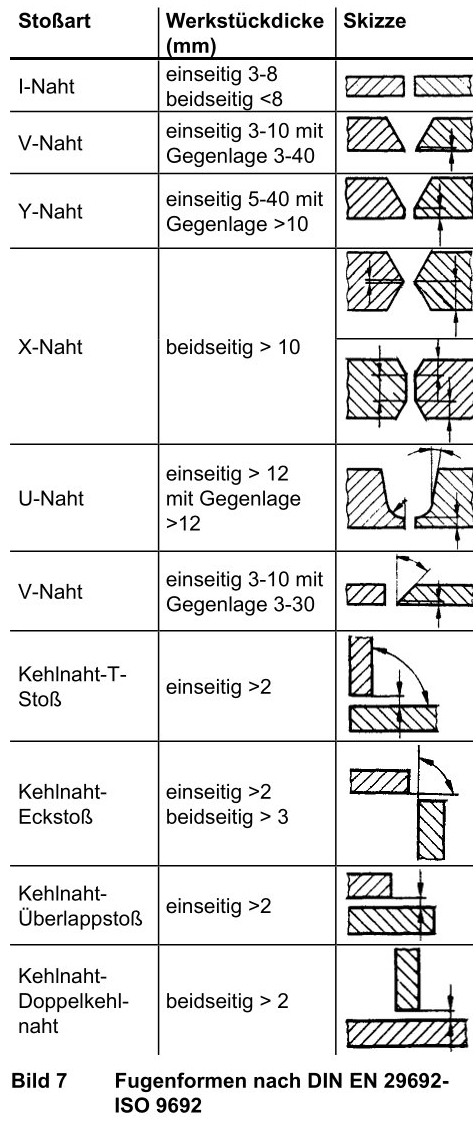 Stoßart Werkstückdicke Skizze
(mm)
I-Naht einseitig 3-8
beidseitig <8
V-Naht einseitig 3-10 mit
Gegenlage 3-40
Y-Naht einseitig 5-40 mit
Gegenlage >10
X-Naht beidseitig > 10
U-Naht einseitig > 12
mit Gegenlage
>12
V-Naht einseitig 3-10 mit
Gegenlage 3-30
Kehlnaht-T-
Stoß einseitig >2
Kehlnaht-
Eckstoß einseitig >2
beidseitig > 3
Kehlnaht-
Überlappstoß einseitig >2
Kehlnaht-
Doppelkehl-
naht beidseitig > 2
Bild 7 Fugenformen nach DIN EN 29692-
ISO 9692